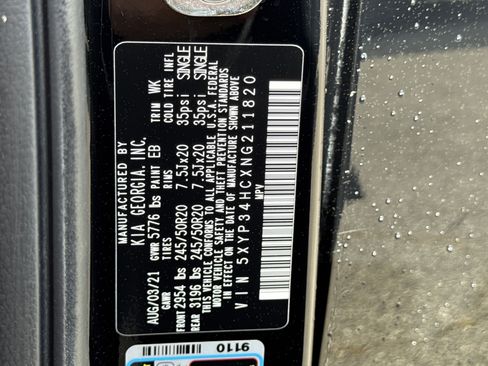 MANUFACTURED BY
KIA GEORGIA, INC.
AUG/03/21 GVWR 5776 lbs PAINT EB TRIM WK
GAWR TIRES RIMS COLD TIRE INFL
FRONT 2954 lbs 245/50R20 7.5Jx20 35psi SINGLE
REAR 3196 lbs 245/50R20 7.5Jx20 35psi SINGLE
THIS VEHICLE CONFORMS TO ALL APPLICABLE U.S.A. FEDERAL
MOTOR VEHICLE SAFETY AND THEFT PREVENTION STANDARDS
IN EFFECT ON THE DATE OF MANUFACTURE SHOWN ABOVE.
VIN 5XYP34HCXNG211820
MPV
9110